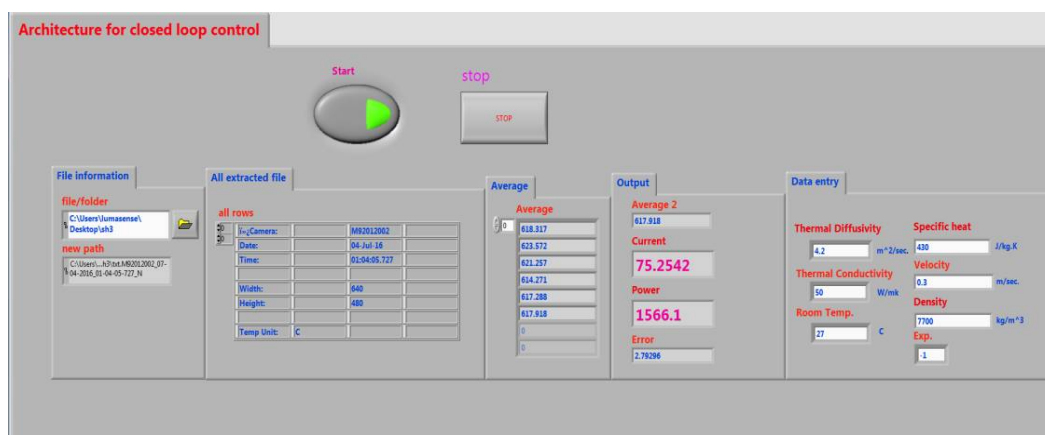 Architecture for closed loop control
Start
stop
STOP
File information
file/folder
C:\Users\lumasense\
Desktop\sh3
new path
C:\Users\...h3\txt.M92012002_07-
04-2016_01-04-05-727_N
All extracted file
all rows
0
0
ï»¿Camera: M92012002
Date: 04-Jul-16
Time: 01:04:05.727
Width: 640
Height: 480
Temp Unit: C
Average
Average
0
618.317
623.572
621.257
614.271
617.288
617.918
0
0
Output
Average 2
617.918
Current
75.2542
Power
1566.1
Error
2.79296
Data entry
Thermal Diffusivity
4.2 m^2/sec.
Thermal Conductivity
50 W/mk
Room Temp.
27 C
Specific heat
430 J/kg.K
Velocity
0.3 m/sec.
Density
7700 kg/m^3
Exp.
-1